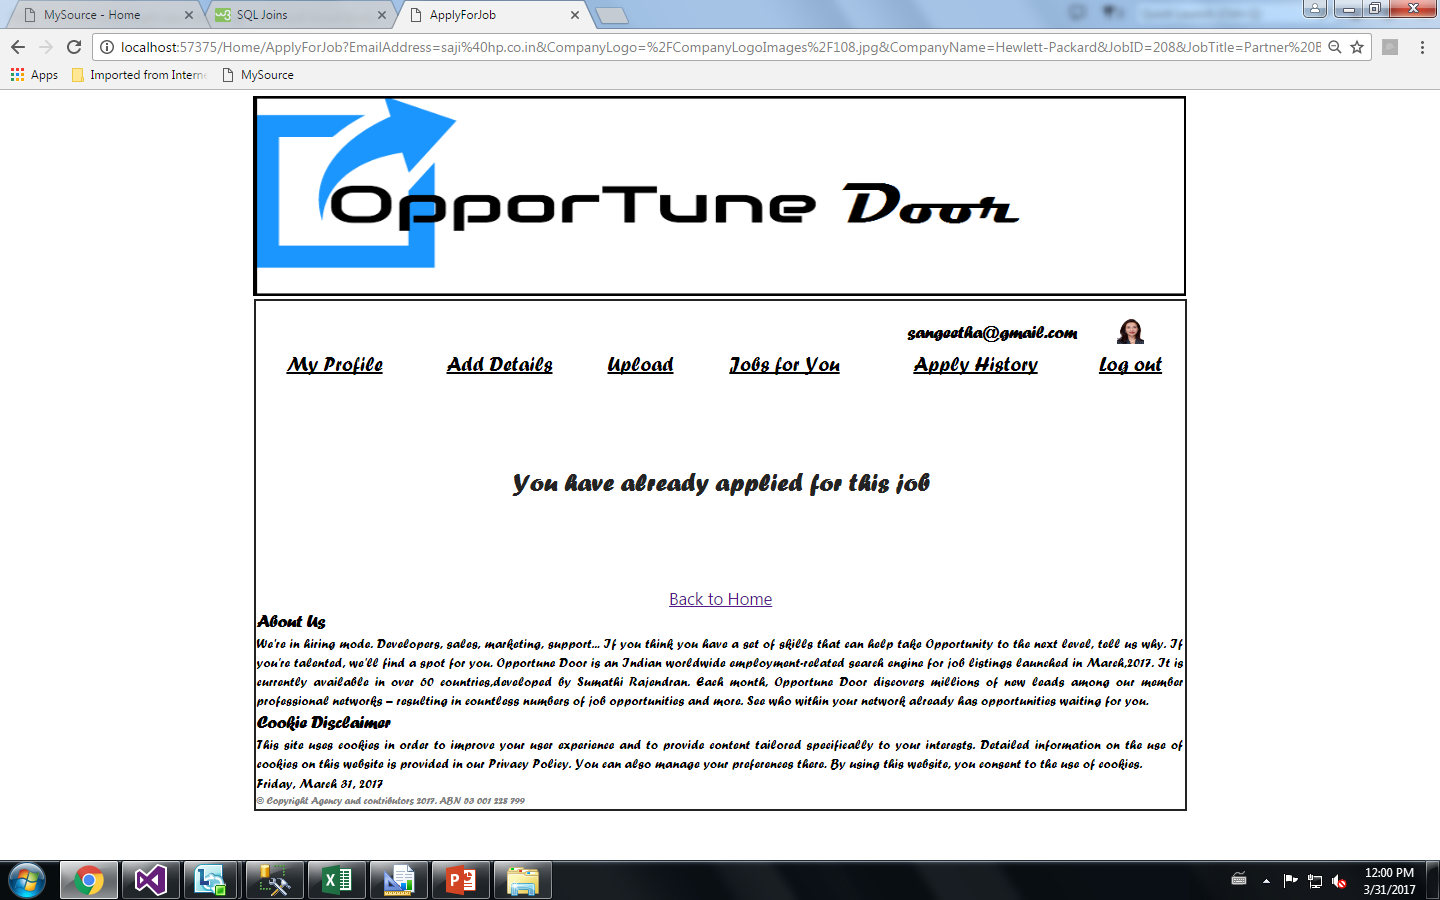 MySource - Home
SQL Joins
ApplyForJob
localhost:57375/Home/ApplyForJob?EmailAddress=saji%40hp.co.in&CompanyLogo=%2FCompanyLogoImages%2F108.jpg&CompanyName=Hewlett-Packard&JobID=208&JobTitle=Partner%20B
Apps
Imported from Intern
MySource
OpporTune Door
sangeetha@gmail.com
My Profile
Add Details
Upload
Jobs for You
Apply History
Log out
You have already applied for this job
Back to Home
About Us
We're in hiring mode. Developers, sales, marketing, support... If you think you have a set of skills that can help take Opportunity to the next level, tell us why. If
you're talented, we'll find a spot for you. Opportune Door is an Indian worldwide employment-related search engine for job listings launched in March,2017. It is
currently available in over 60 countries,developed by Sumathi Rajendran. Each month, Opportune Door discovers millions of new leads among our member
professional networks – resulting in countless numbers of job opportunities and more. See who within your network already has opportunities waiting for you.
Cookie Disclaimer
This site uses cookies in order to improve your user experience and to provide content tailored specifically to your interests. Detailed information on the use of
cookies on this website is provided in our Privacy Policy. You can also manage your preferences there. By using this website, you consent to the use of cookies.
Friday, March 31, 2017
© Copyright Agency and contributors 2017. ABN 53 001 228 799
12:00 PM
3/31/2017